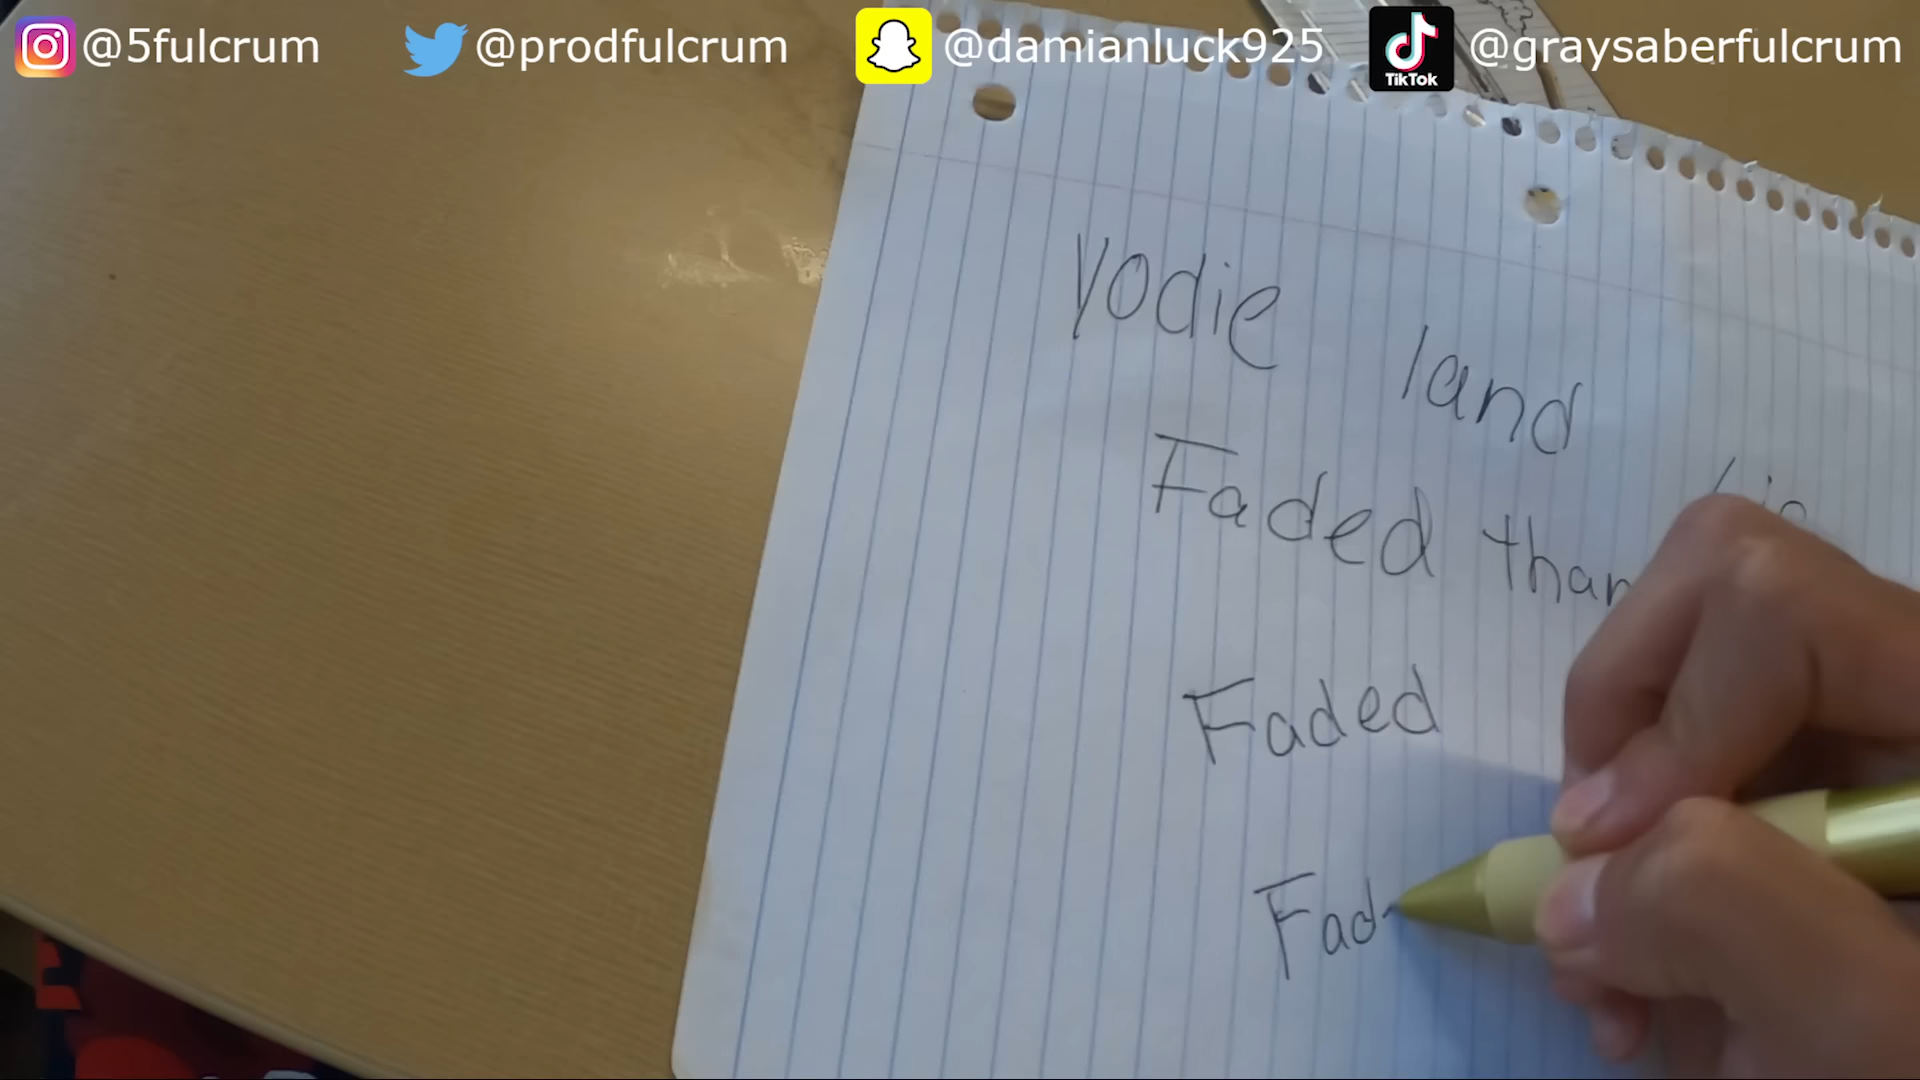 @5fulcrum @prodfulcrum @damianluck925 TikTok @graysaberfulcrum
Yodie land
Faded than
Faded
Fad